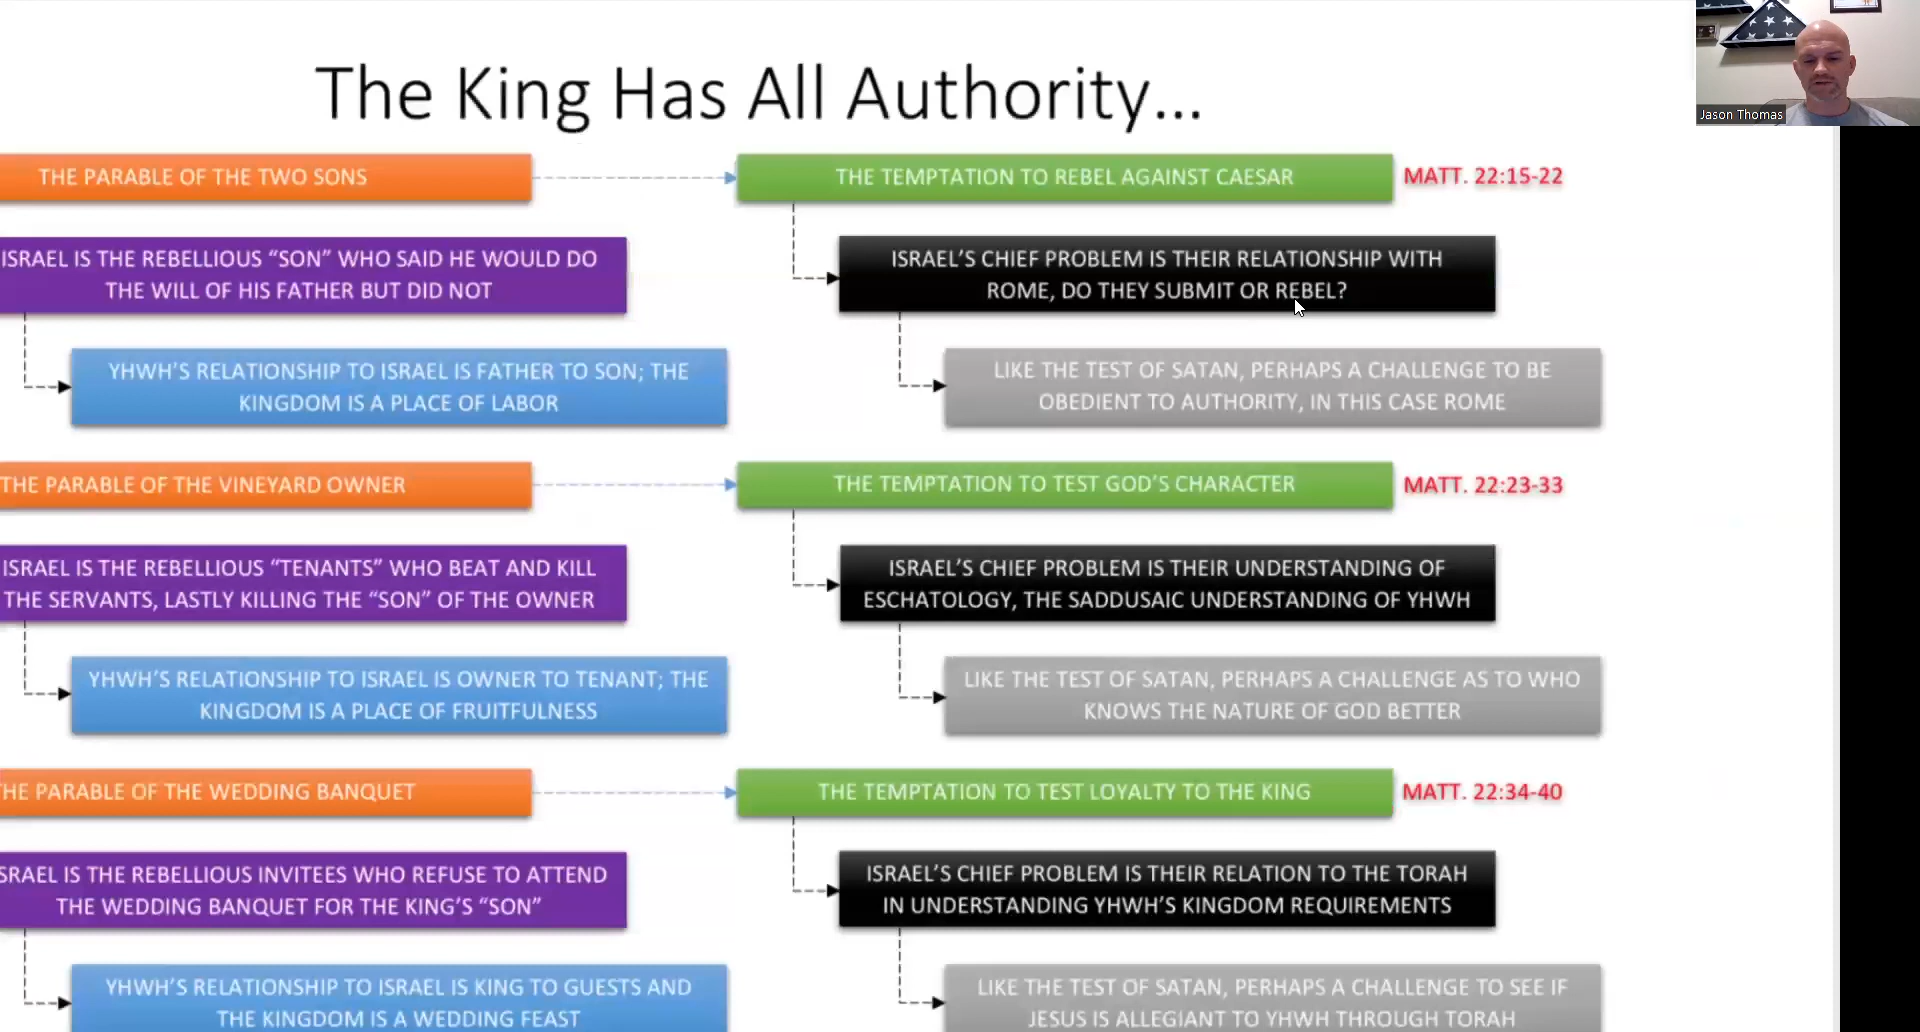 The King Has All Authority...
Jason Thomas
THE PARABLE OF THE TWO SONS
THE TEMPTATION TO REBEL AGAINST CAESAR
MATT. 22:15-22
ISRAEL IS THE REBELLIOUS “SON” WHO SAID HE WOULD DO
THE WILL OF HIS FATHER BUT DID NOT
ISRAEL’S CHIEF PROBLEM IS THEIR RELATIONSHIP WITH
ROME, DO THEY SUBMIT OR REBEL?
YHWH’S RELATIONSHIP TO ISRAEL IS FATHER TO SON; THE
KINGDOM IS A PLACE OF LABOR
LIKE THE TEST OF SATAN, PERHAPS A CHALLENGE TO BE
OBEDIENT TO AUTHORITY, IN THIS CASE ROME
THE PARABLE OF THE VINEYARD OWNER
THE TEMPTATION TO TEST GOD’S CHARACTER
MATT. 22:23-33
ISRAEL IS THE REBELLIOUS “TENANTS” WHO BEAT AND KILL
THE SERVANTS, LASTLY KILLING THE “SON” OF THE OWNER
ISRAEL’S CHIEF PROBLEM IS THEIR UNDERSTANDING OF
ESCHATOLOGY, THE SADDUSAIC UNDERSTANDING OF YHWH
YHWH’S RELATIONSHIP TO ISRAEL IS OWNER TO TENANT; THE
KINGDOM IS A PLACE OF FRUITFULNESS
LIKE THE TEST OF SATAN, PERHAPS A CHALLENGE AS TO WHO
KNOWS THE NATURE OF GOD BETTER
THE PARABLE OF THE WEDDING BANQUET
THE TEMPTATION TO TEST LOYALTY TO THE KING
MATT. 22:34-40
SRAEL IS THE REBELLIOUS INVITEES WHO REFUSE TO ATTEND
THE WEDDING BANQUET FOR THE KING’S “SON”
ISRAEL’S CHIEF PROBLEM IS THEIR RELATION TO THE TORAH
IN UNDERSTANDING YHWH’S KINGDOM REQUIREMENTS
YHWH’S RELATIONSHIP TO ISRAEL IS KING TO GUESTS AND
THE KINGDOM IS A WEDDING FEAST
LIKE THE TEST OF SATAN, PERHAPS A CHALLENGE TO SEE IF
JESUS IS ALLEGIANT TO YHWH THROUGH TORAH